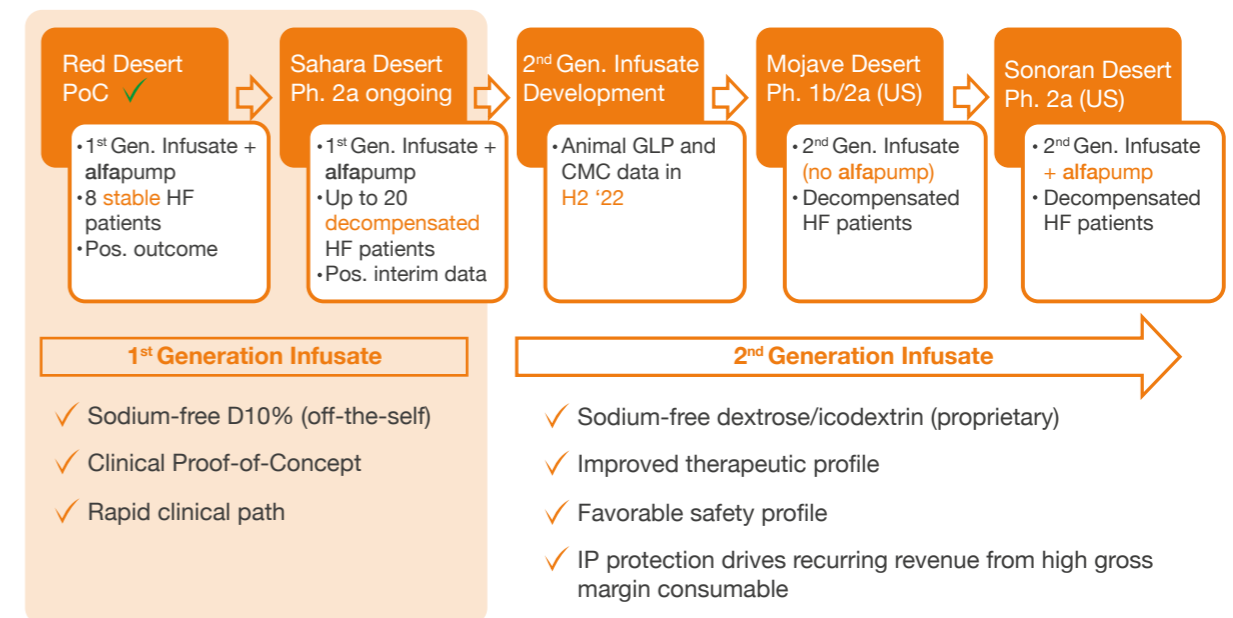 Red Desert
PoC ✓
• 1st Gen. Infusate +
alfapump
• 8 stable HF
patients
• Pos. outcome
Sahara Desert
Ph. 2a ongoing
• 1st Gen. Infusate +
alfapump
• Up to 20
decompensated
HF patients
• Pos. interim data
2nd Gen. Infusate
Development
• Animal GLP and
CMC data in
H2 ‘22
Mojave Desert
Ph. 1b/2a (US)
• 2nd Gen. Infusate
(no alfapump)
• Decompensated
HF patients
Sonoran Desert
Ph. 2a (US)
• 2nd Gen. Infusate
+ alfapump
• Decompensated
HF patients
1st Generation Infusate
✓ Sodium-free D10% (off-the-self)
✓ Clinical Proof-of-Concept
✓ Rapid clinical path
2nd Generation Infusate
✓ Sodium-free dextrose/icodextrin (proprietary)
✓ Improved therapeutic profile
✓ Favorable safety profile
✓ IP protection drives recurring revenue from high gross
margin consumable